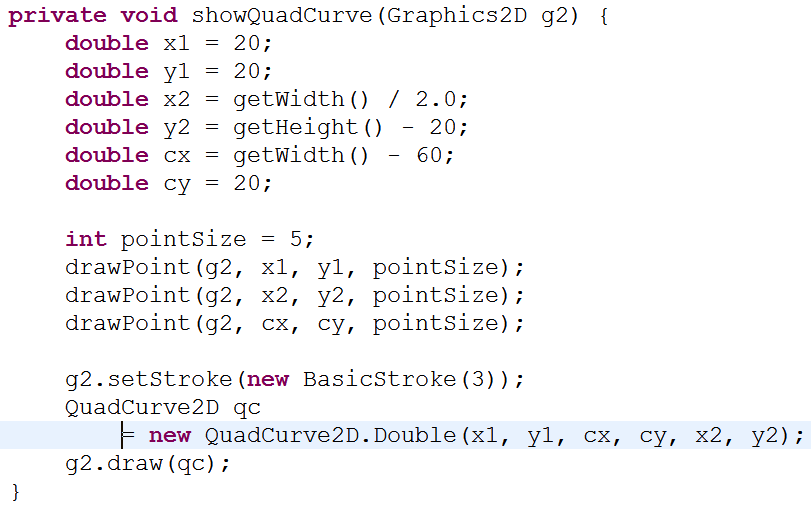 private void showQuadCurve(Graphics2D g2) {
    double x1 = 20;
    double y1 = 20;
    double x2 = getWidth() / 2.0;
    double y2 = getHeight() - 20;
    double cx = getWidth() - 60;
    double cy = 20;

    int pointSize = 5;
    drawPoint(g2, x1, y1, pointSize);
    drawPoint(g2, x2, y2, pointSize);
    drawPoint(g2, cx, cy, pointSize);

    g2.setStroke(new BasicStroke(3));
    QuadCurve2D qc
        = new QuadCurve2D.Double(x1, y1, cx, cy, x2, y2);
    g2.draw(qc);
}